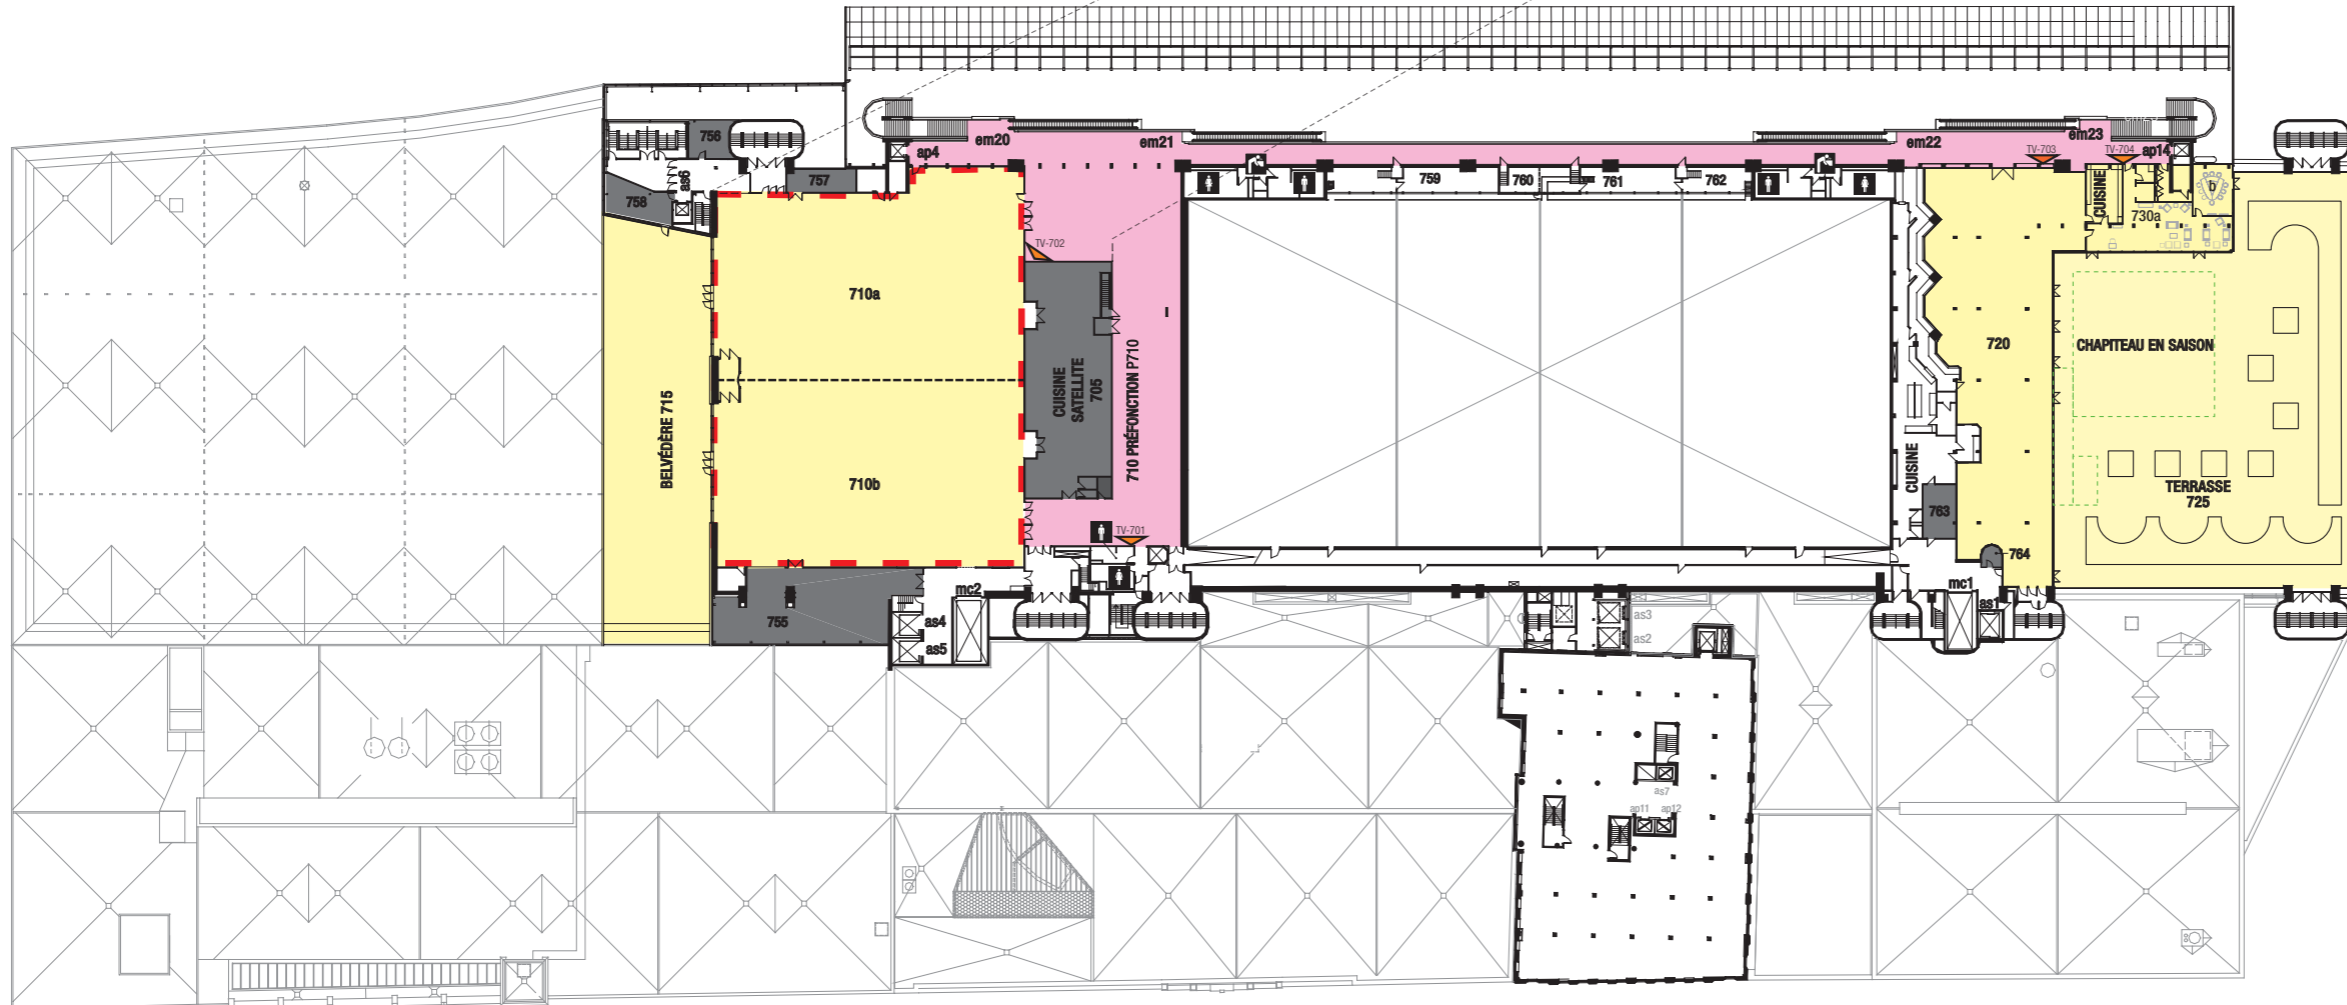 756
757
758
as6
ap4
em20
em21
em22
em23
ap14
TV-703
TV-704
759
760
761
762
CUISINE
730a
b
TV-702
710a
710b
BELVÉDÈRE 715
CUISINE
SATELLITE
705
710 PRÉFONCTION P710
720
CHAPITEAU EN SAISON
TERRASSE
725
CUISINE
763
764
TV-701
mc2
mc1
as1
755
as4
as5
as3
as2
as7
ap11
ap12